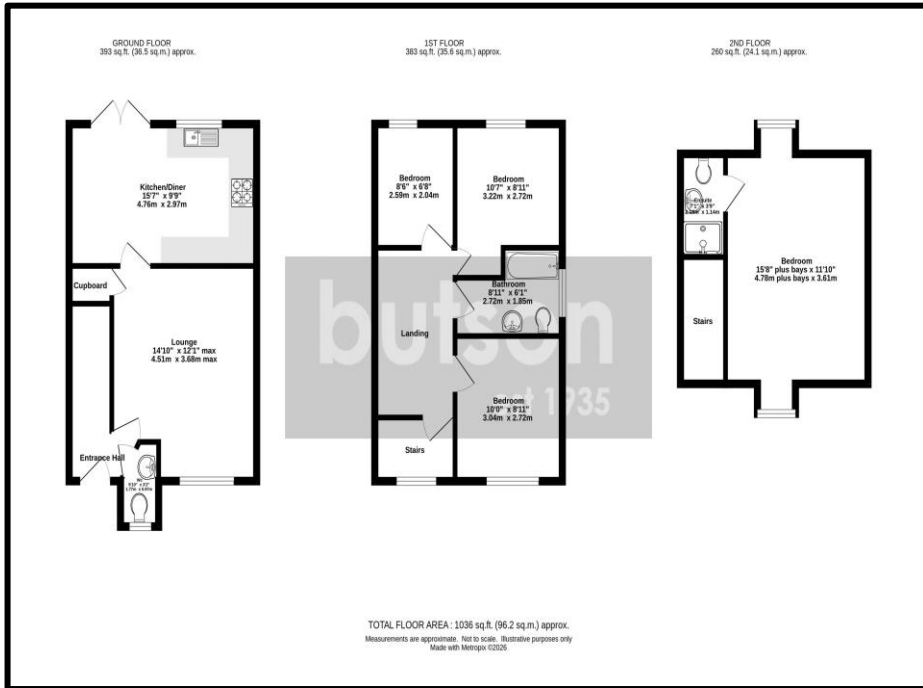 GROUND FLOOR
393 sq.ft. (36.5 sq.m.) approx.
1ST FLOOR
383 sq.ft. (35.6 sq.m.) approx.
2ND FLOOR
260 sq.ft. (24.1 sq.m.) approx.
Kitchen/Diner
15'7" x 9'9"
4.76m x 2.97m
Cupboard
Lounge
14'10" x 12'1" max
4.51m x 3.68m max
Entrance Hall
Bedroom
8'6" x 6'8"
2.59m x 2.04m
Bedroom
10'7" x 8'11"
3.22m x 2.72m
Bathroom
8'11" x 6'1"
2.72m x 1.85m
Landing
Bedroom
10'0" x 8'11"
3.04m x 2.72m
Stairs
Ensuite
Bedroom
15'8" plus bays x 11'10"
4.78m plus bays x 3.61m
Stairs
1935
TOTAL FLOOR AREA : 1036 sq.ft. (96.2 sq.m.) approx.
Measurements are approximate. Not to scale. Illustrative purposes only
Made with Metropix ©2026